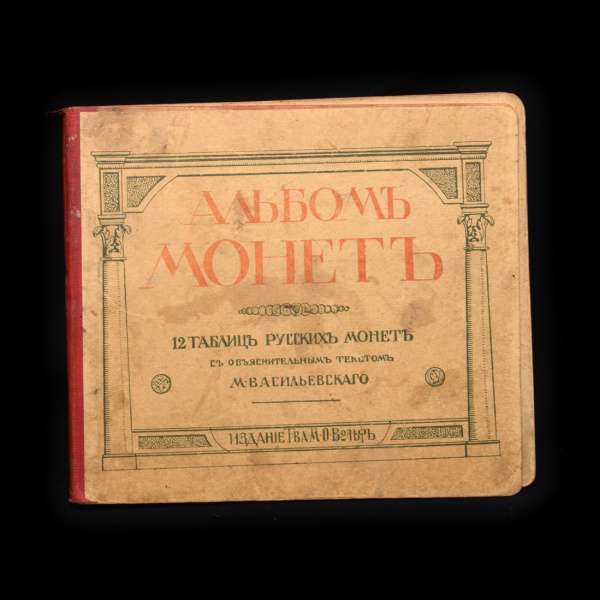 АЛЬБОМЪ
МОНЕТЪ
12 ТАБЛИЦЪ РУССКИХЪ МОНЕТЪ
СЪ ОБЪЯСНИТЕЛЬНЫМЪ ТЕКСТОМЪ
М·ВАСИЛЬЕВСКАГО
ИЗДАНІЕ Т-ВА М·О·ВОЛЬФЪ